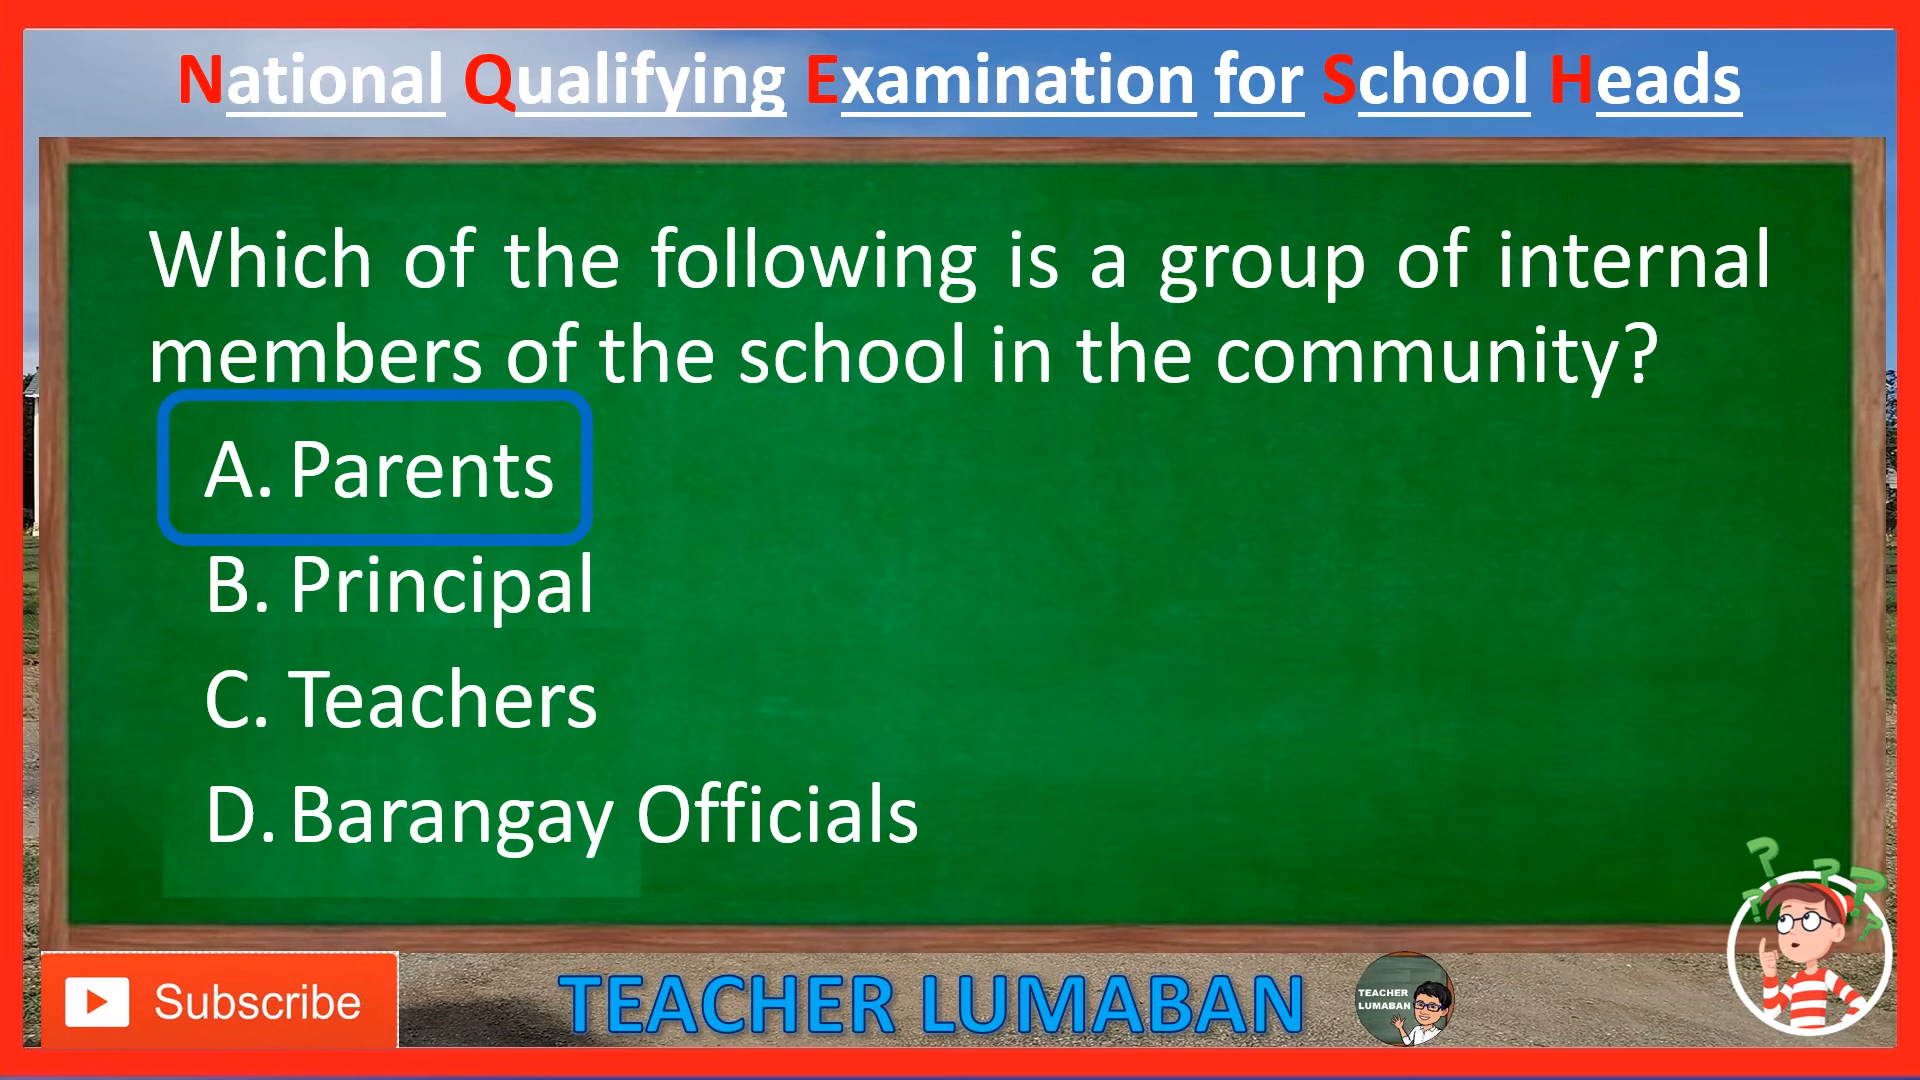 National Qualifying Examination for School Heads
Which of the following is a group of internal
members of the school in the community?
A. Parents
B. Principal
C. Teachers
D. Barangay Officials
Subscribe
TEACHER LUMABAN
TEACHER
LUMABAN